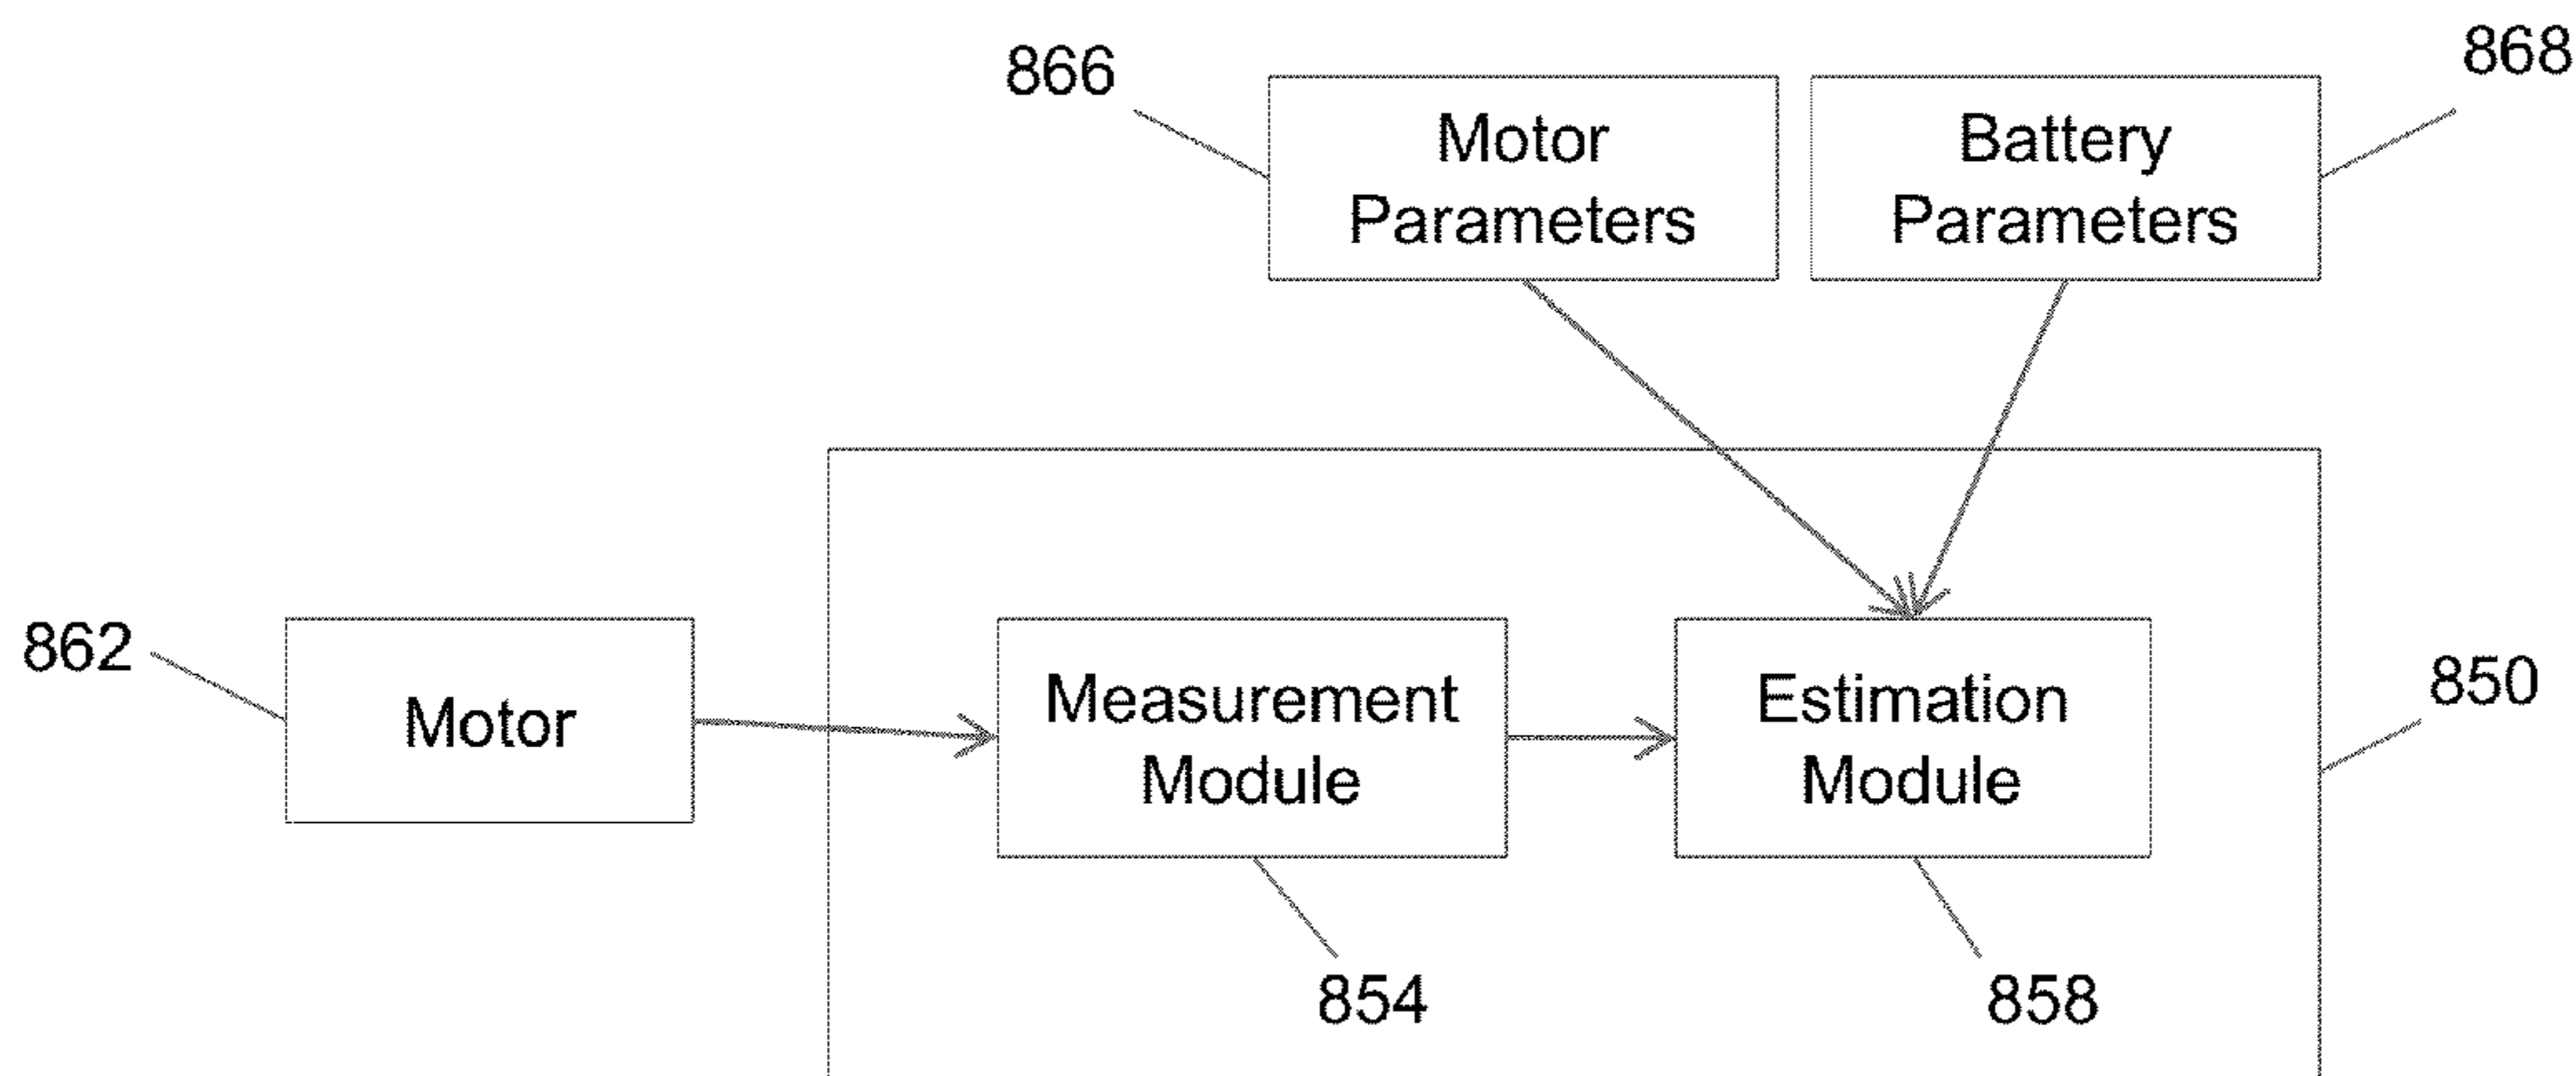 866
868
Motor
Parameters
Battery
Parameters
862
Motor
Measurement
Module
Estimation
Module
850
854
858